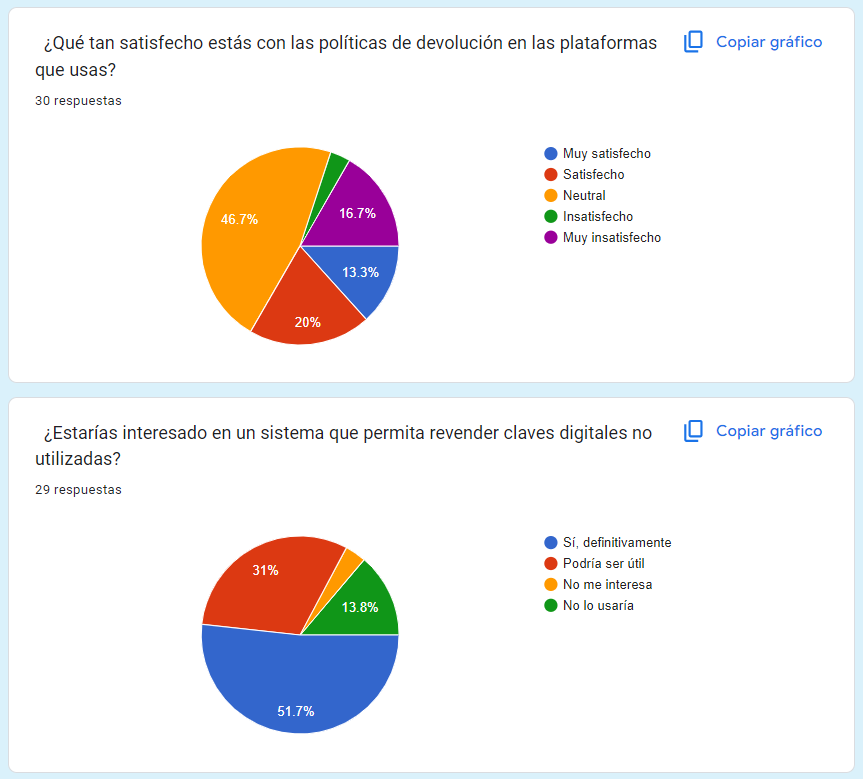 ¿Qué tan satisfecho estás con las políticas de devolución en las plataformas
que usas?
Copiar gráfico
30 respuestas
46.7%
16.7%
13.3%
20%
Muy satisfecho
Satisfecho
Neutral
Insatisfecho
Muy insatisfecho
¿Estarías interesado en un sistema que permita revender claves digitales no
utilizadas?
Copiar gráfico
29 respuestas
31%
13.8%
51.7%
Sí, definitivamente
Podría ser útil
No me interesa
No lo usaría